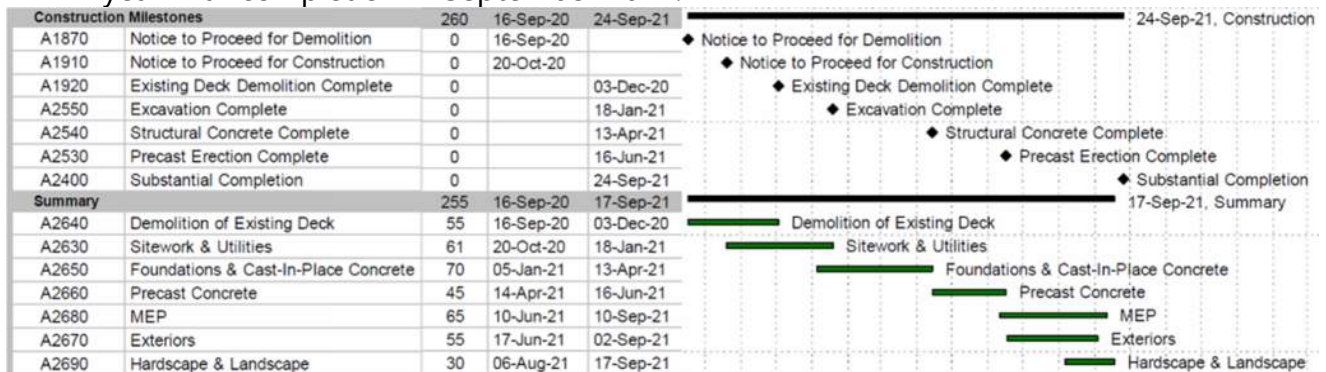 Construction Milestones 260 16-Sep-20 24-Sep-21 24-Sep-21, Construction
A1870 Notice to Proceed for Demolition 0 16-Sep-20 Notice to Proceed for Demolition
A1910 Notice to Proceed for Construction 0 20-Oct-20 Notice to Proceed for Construction
A1920 Existing Deck Demolition Complete 0 03-Dec-20 Existing Deck Demolition Complete
A2550 Excavation Complete 0 18-Jan-21 Excavation Complete
A2540 Structural Concrete Complete 0 13-Apr-21 Structural Concrete Complete
A2530 Precast Erection Complete 0 16-Jun-21 Precast Erection Complete
A2400 Substantial Completion 0 24-Sep-21 Substantial Completion
Summary 255 16-Sep-20 17-Sep-21 17-Sep-21, Summary
A2640 Demolition of Existing Deck 55 16-Sep-20 03-Dec-20 Demolition of Existing Deck
A2630 Sitework & Utilities 61 20-Oct-20 18-Jan-21 Sitework & Utilities
A2650 Foundations & Cast-In-Place Concrete 70 05-Jan-21 13-Apr-21 Foundations & Cast-In-Place Concrete
A2660 Precast Concrete 45 14-Apr-21 16-Jun-21 Precast Concrete
A2680 MEP 65 10-Jun-21 10-Sep-21 MEP
A2670 Exteriors 55 17-Jun-21 02-Sep-21 Exteriors
A2690 Hardscape & Landscape 30 06-Aug-21 17-Sep-21 Hardscape & Landscape